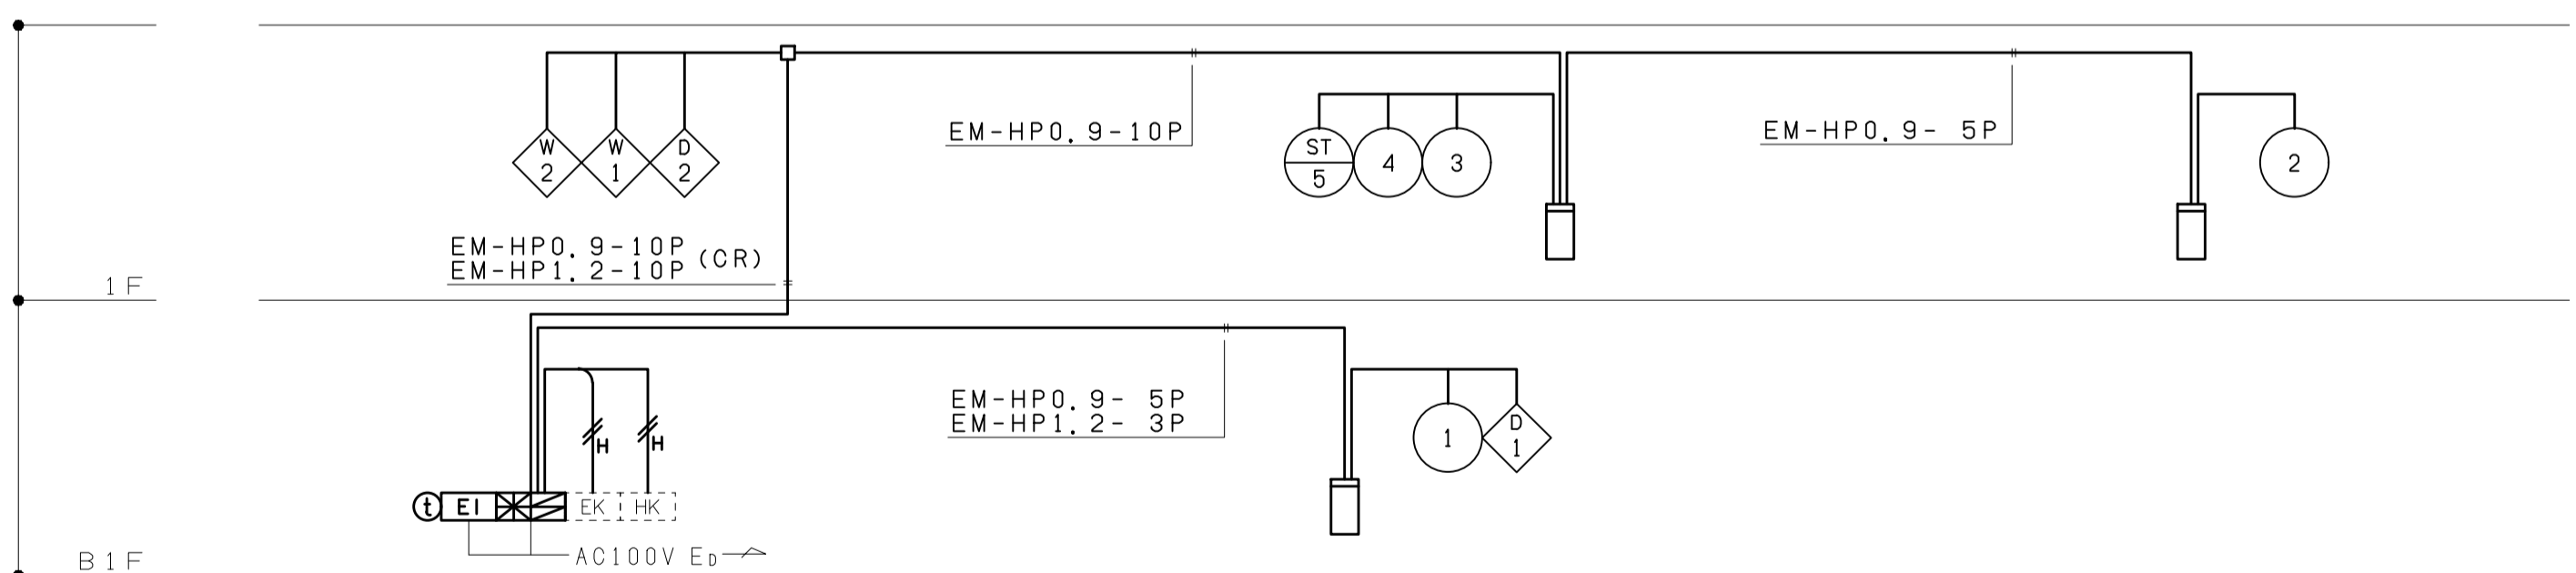 W
2
W
1
D
2
EM-HP0.9-10P
ST
5
4
3
EM-HP0.9- 5P
2
EM-HP0.9-10P
EM-HP1.2-10P (CR)
1F
H
H
EM-HP0.9- 5P
EM-HP1.2- 3P
1
D
1
t EI EK HK
AC100V ED
B1F